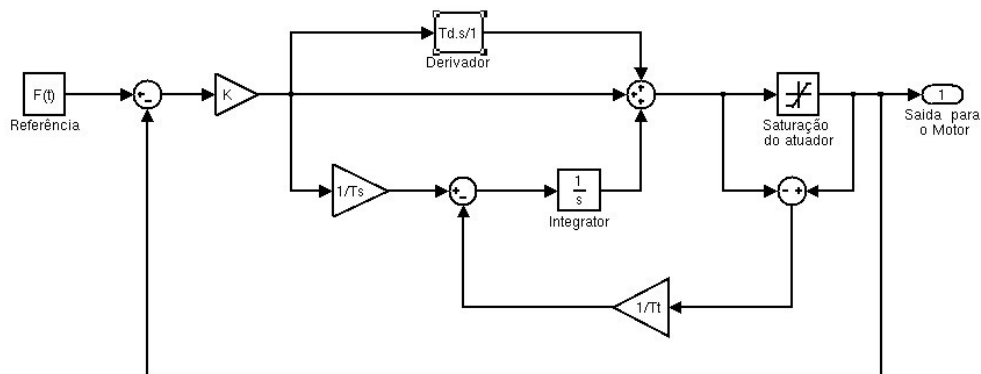 Td.s/1
Derivador
F(t)
Referência
K
1
Saida para
o Motor
Saturação
do atuador
1/Ts
1
s
Integrator
1/Tt